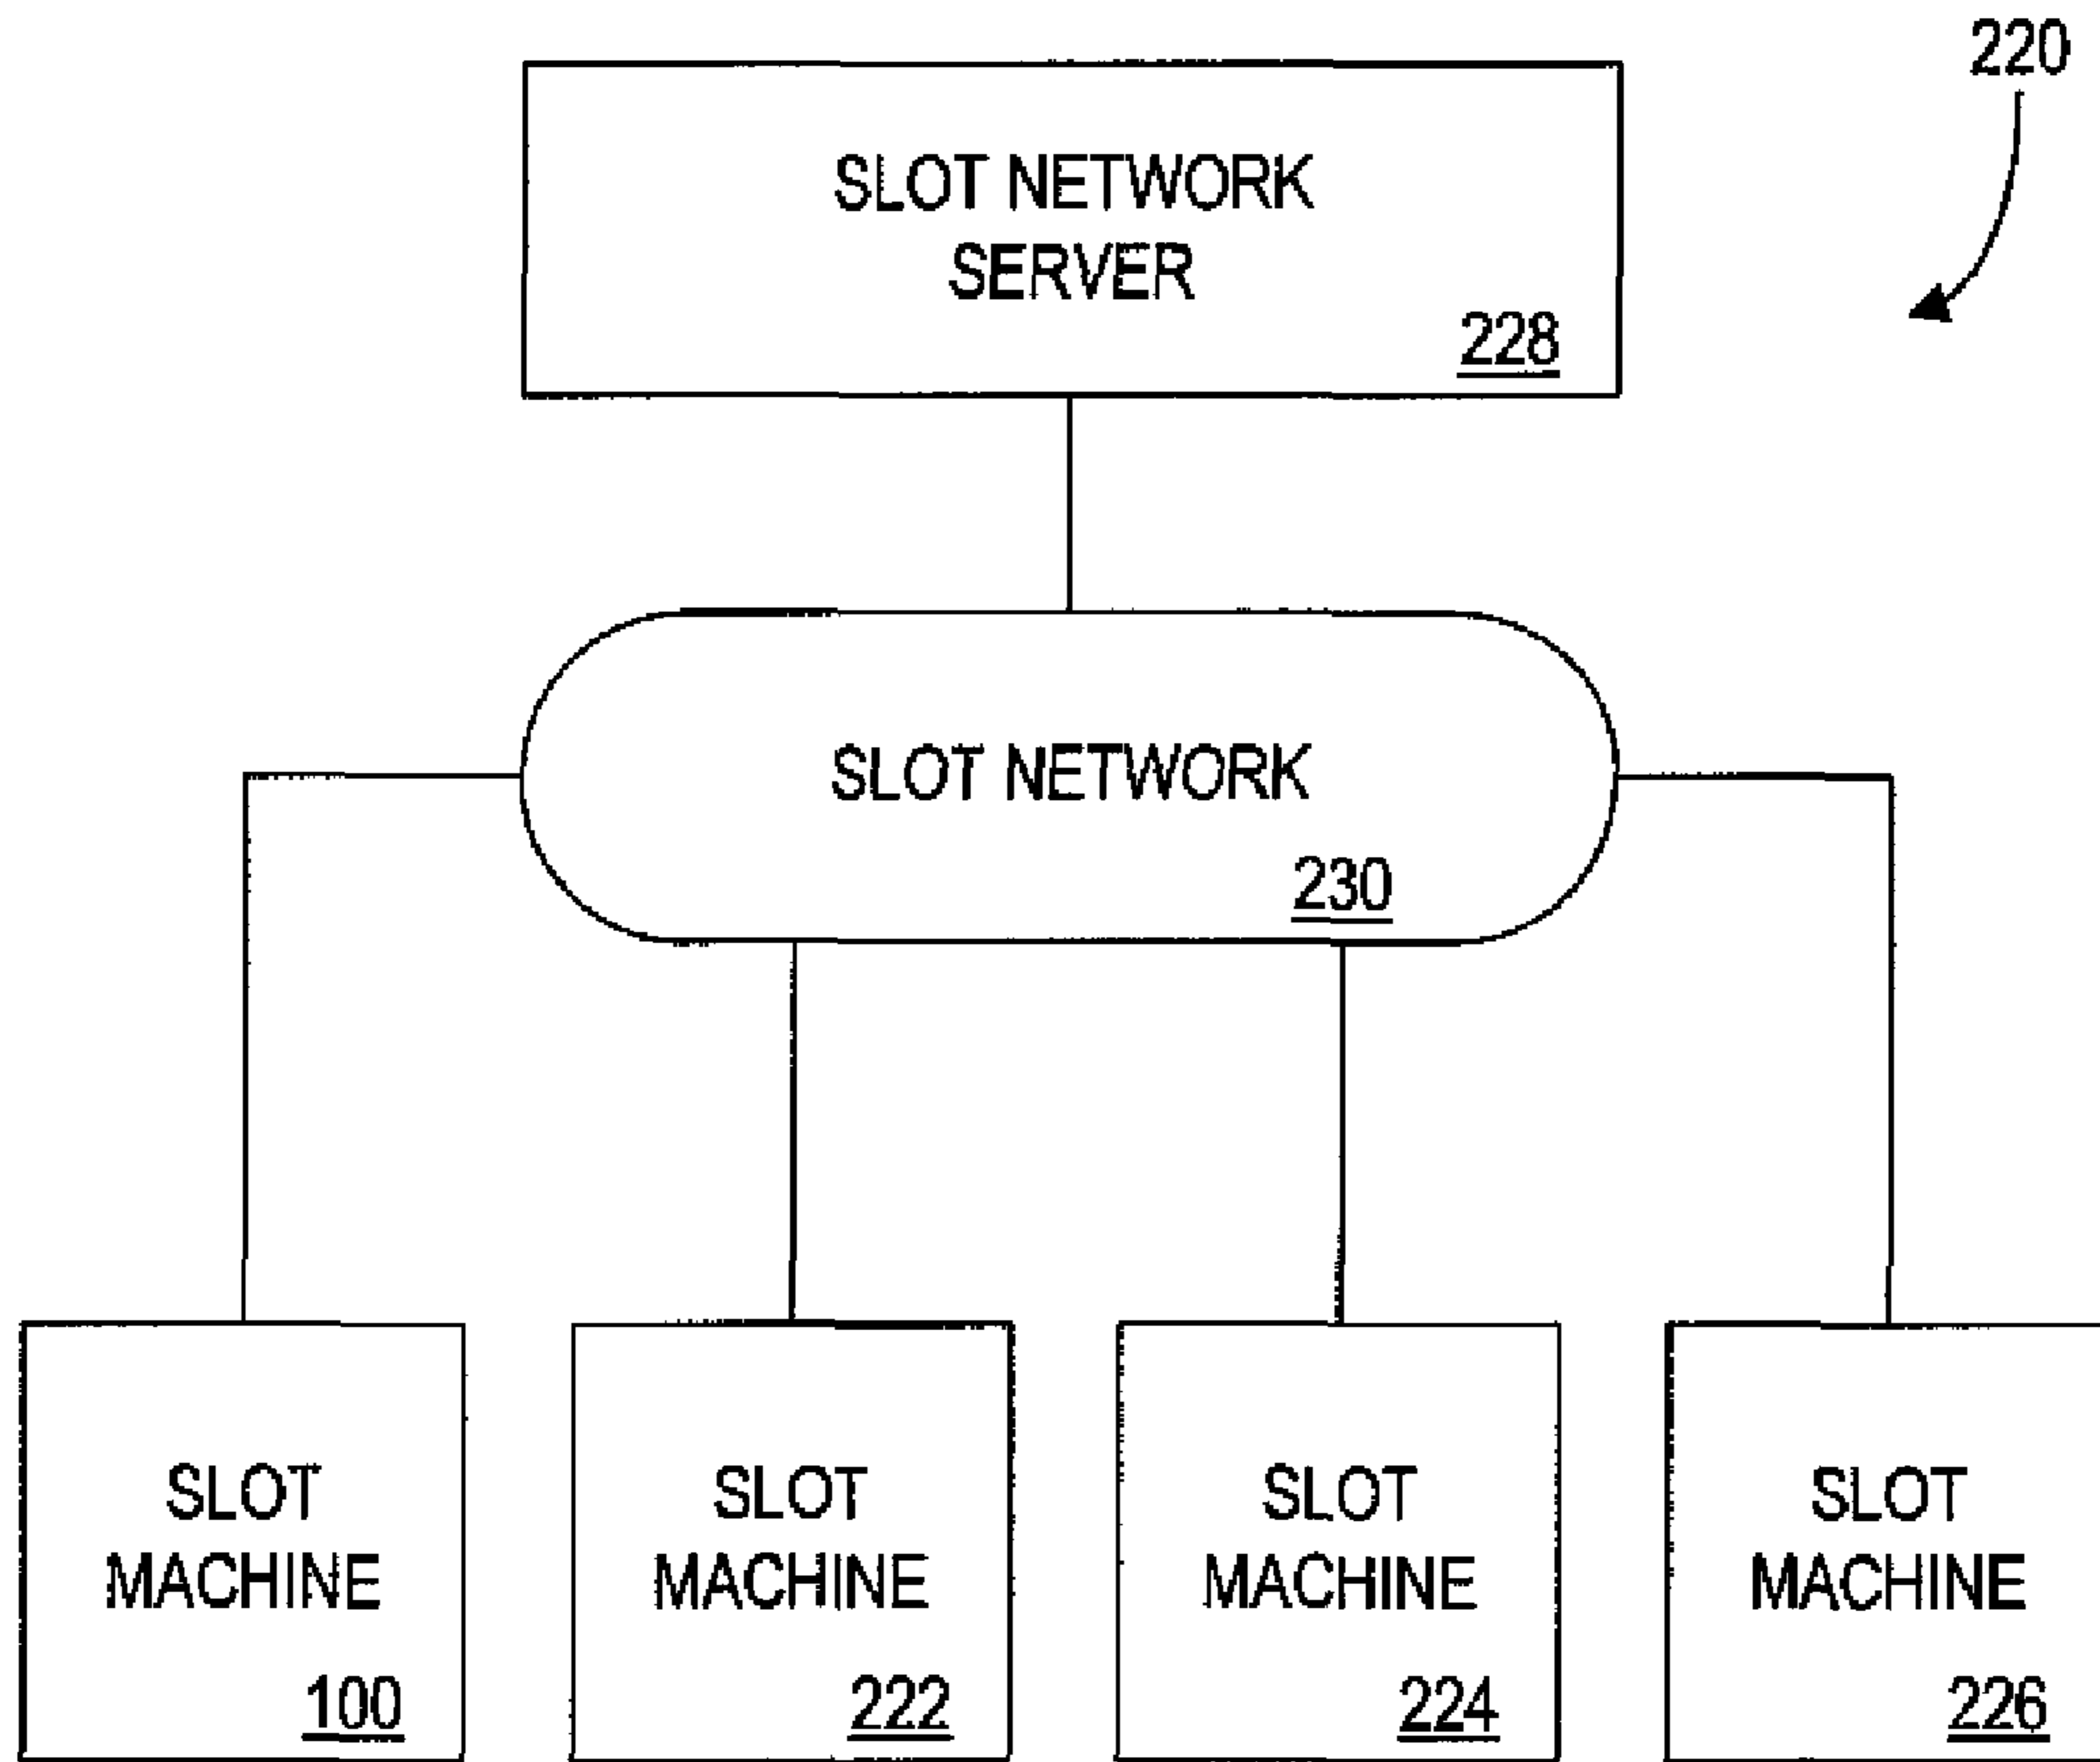 220
SLOT NETWORK
SERVER
228
SLOT NETWORK
230
SLOT
MACHINE
100
SLOT
MACHINE
222
SLOT
MACHINE
224
SLOT
MACHINE
226